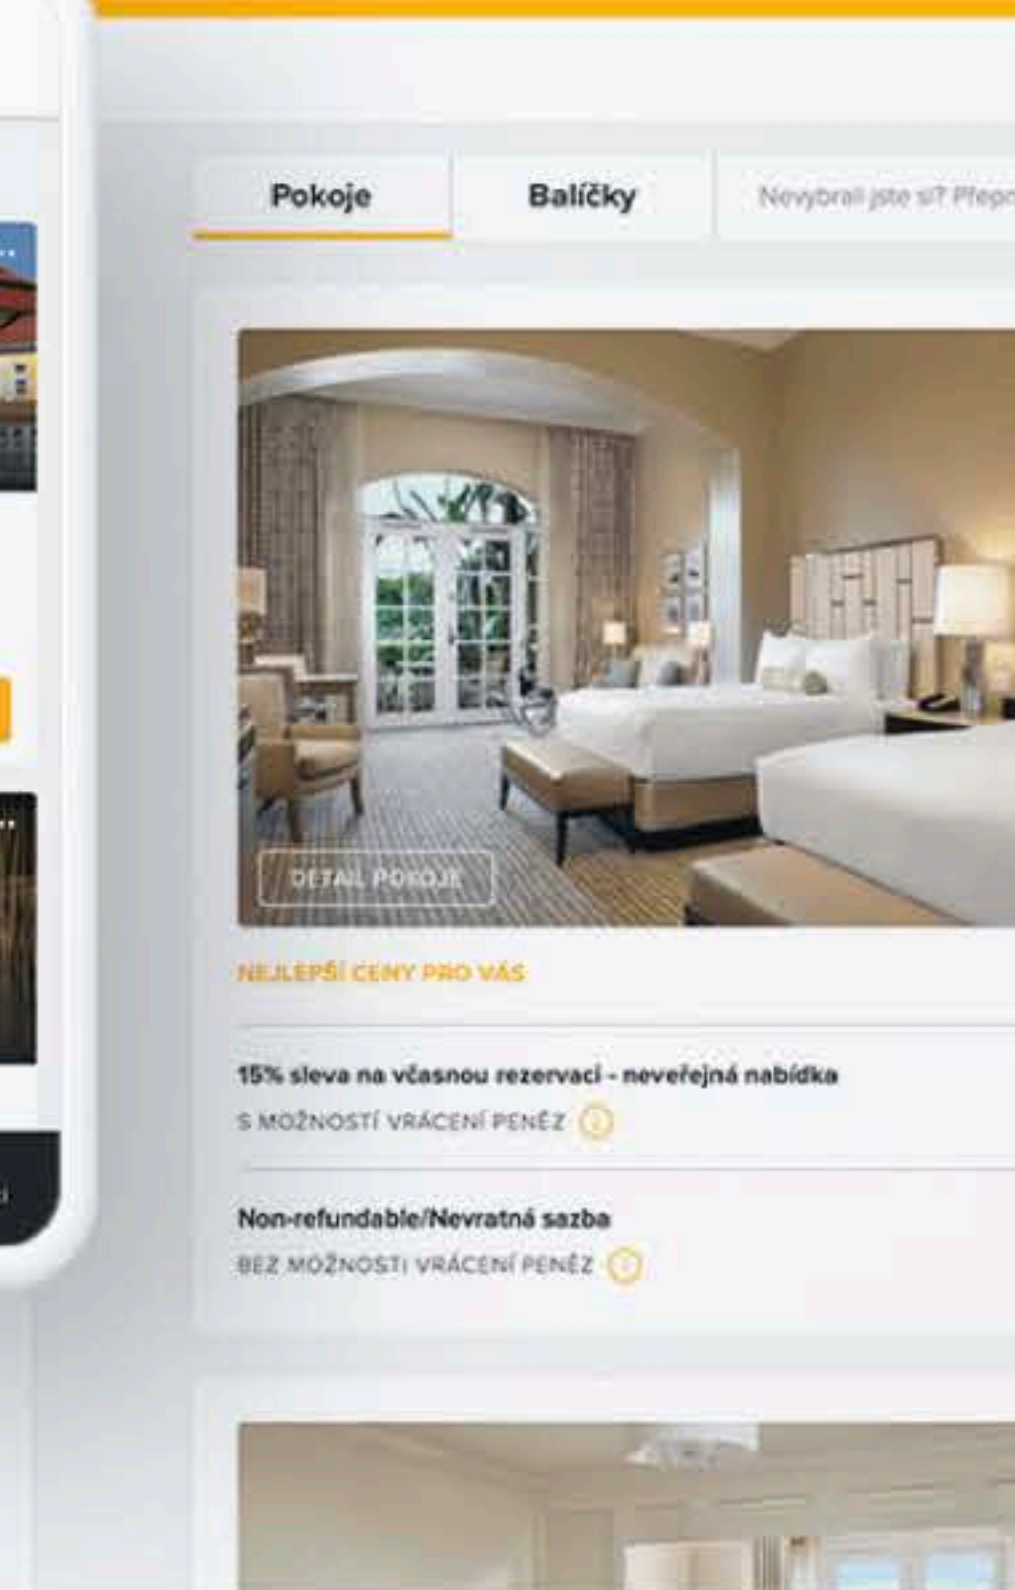 Pokoje
Balíčky
Nevybrali jste si?
DETAIL POKOJE
NEJLEPŠÍ CENY PRO VÁS
15% sleva na včasnou rezervaci - neveřejná nabídka
S MOŽNOSTÍ VRÁCENÍ PENĚZ
Non-refundable/Nevratná sazba
BEZ MOŽNOSTI VRÁCENÍ PENĚZ